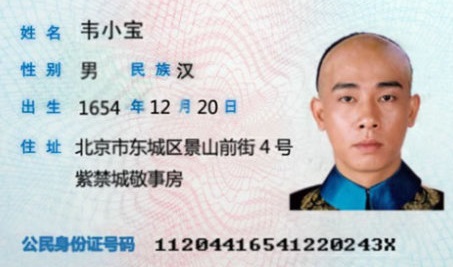 姓 名 韦小宝
性 别 男 民 族 汉
出 生 1654 年 12 月 20 日
住 址 北京市东城区景山前街 4 号
紫禁城敬事房
公民身份证号码 11204416541220243X